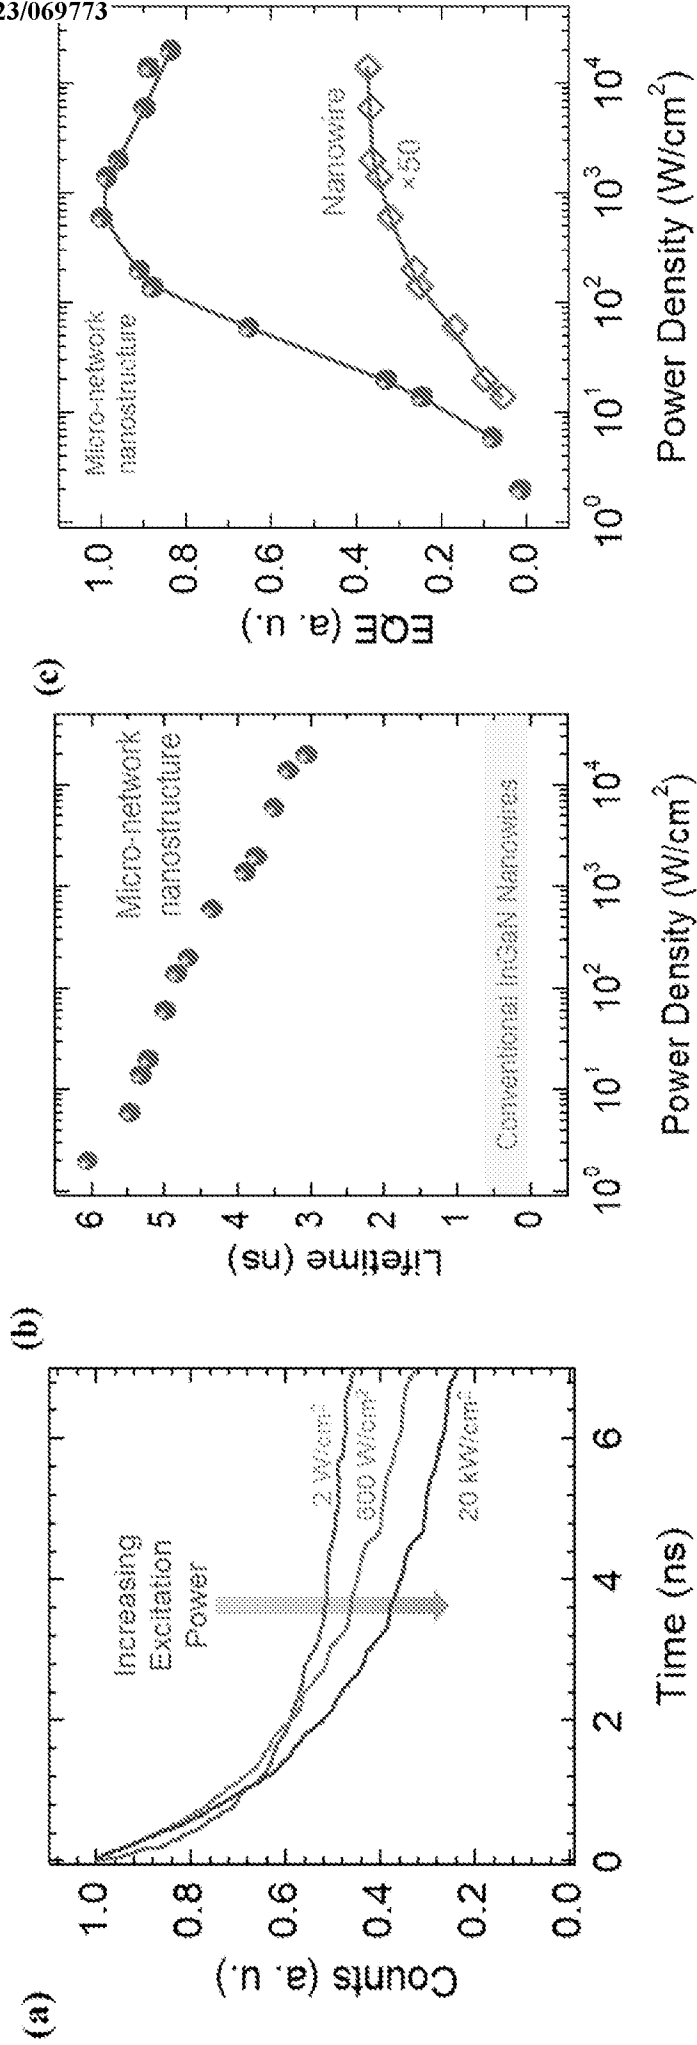 23/069773
(a)
Counts (a. u.)
1.0
0.8
0.6
0.4
0.2
0.0
Increasing
Excitation
Power
2 W/cm²
600 W/cm²
20 kW/cm²
0
2
4
6
Time (ns)
(b)
Lifetime (ns)
6
5
4
3
2
1
0
Micro-network
nanostructure
Conventional InGaN Nanowires
10⁰
10¹
10²
10³
10⁴
Power Density (W/cm²)
(c)
EQE (a. u.)
1.0
0.8
0.6
0.4
0.2
0.0
Micro-network
nanostructure
Nanowire
×50
10⁰
10¹
10²
10³
10⁴
Power Density (W/cm²)